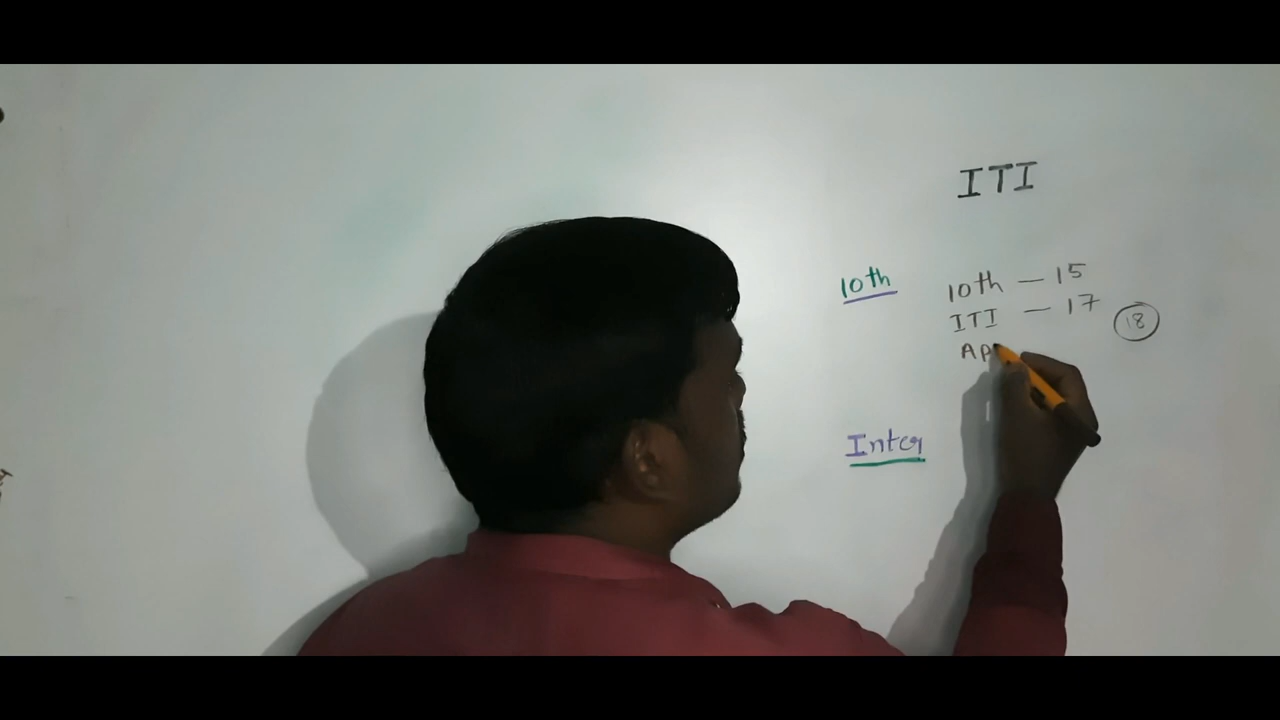 ITI
10th
10th — 15
ITI — 17
18
Ap
Inter